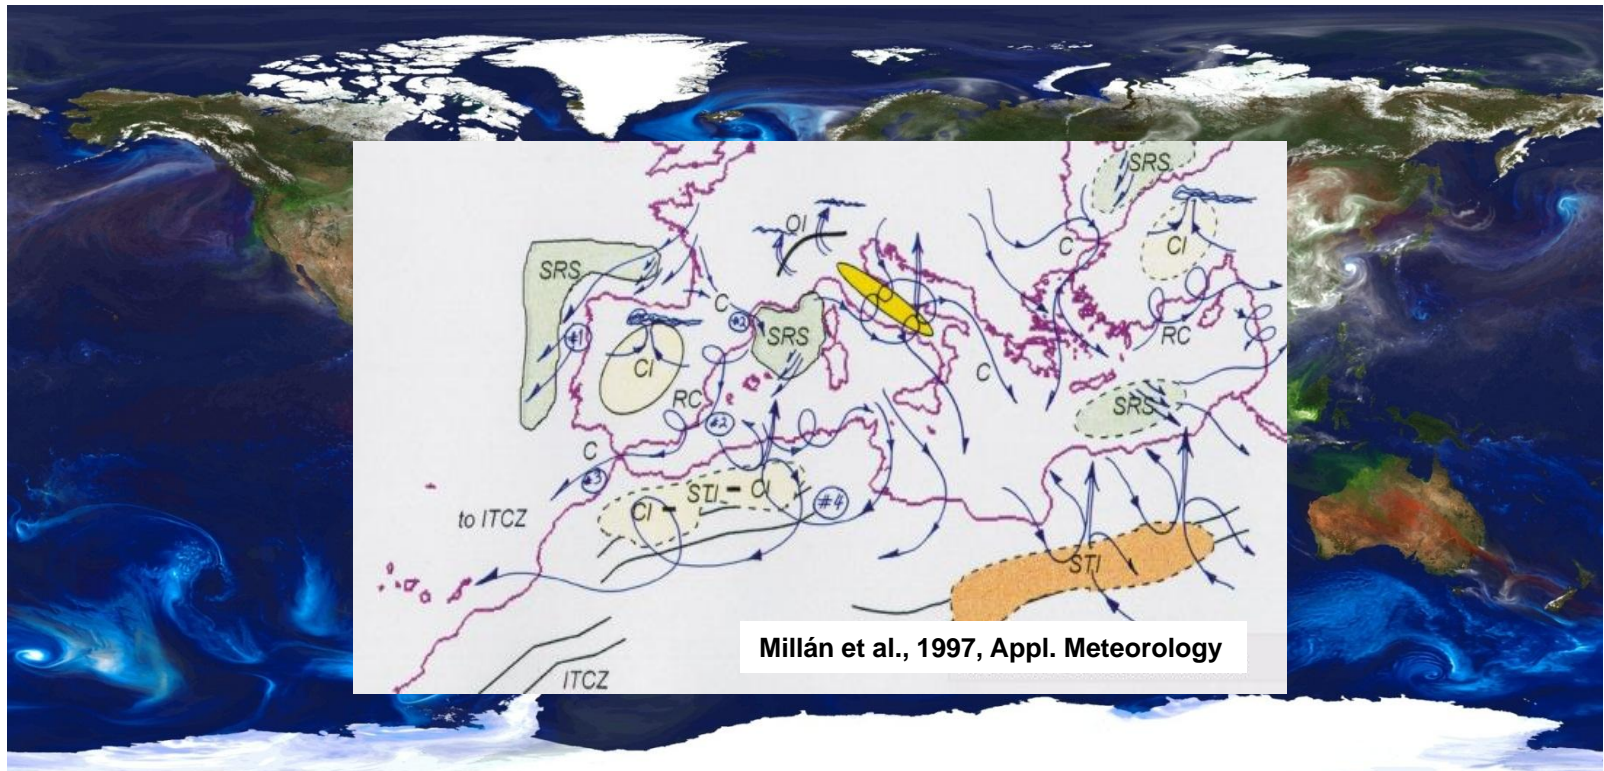 SRS
OI
C
CI
SRS
C
#2
#1
SRS
CI
RC
RC
C
#2
SRS
C
#3
STI - CI
CI -
#4
to ITCZ
STI
Millán et al., 1997, Appl. Meteorology
ITCZ